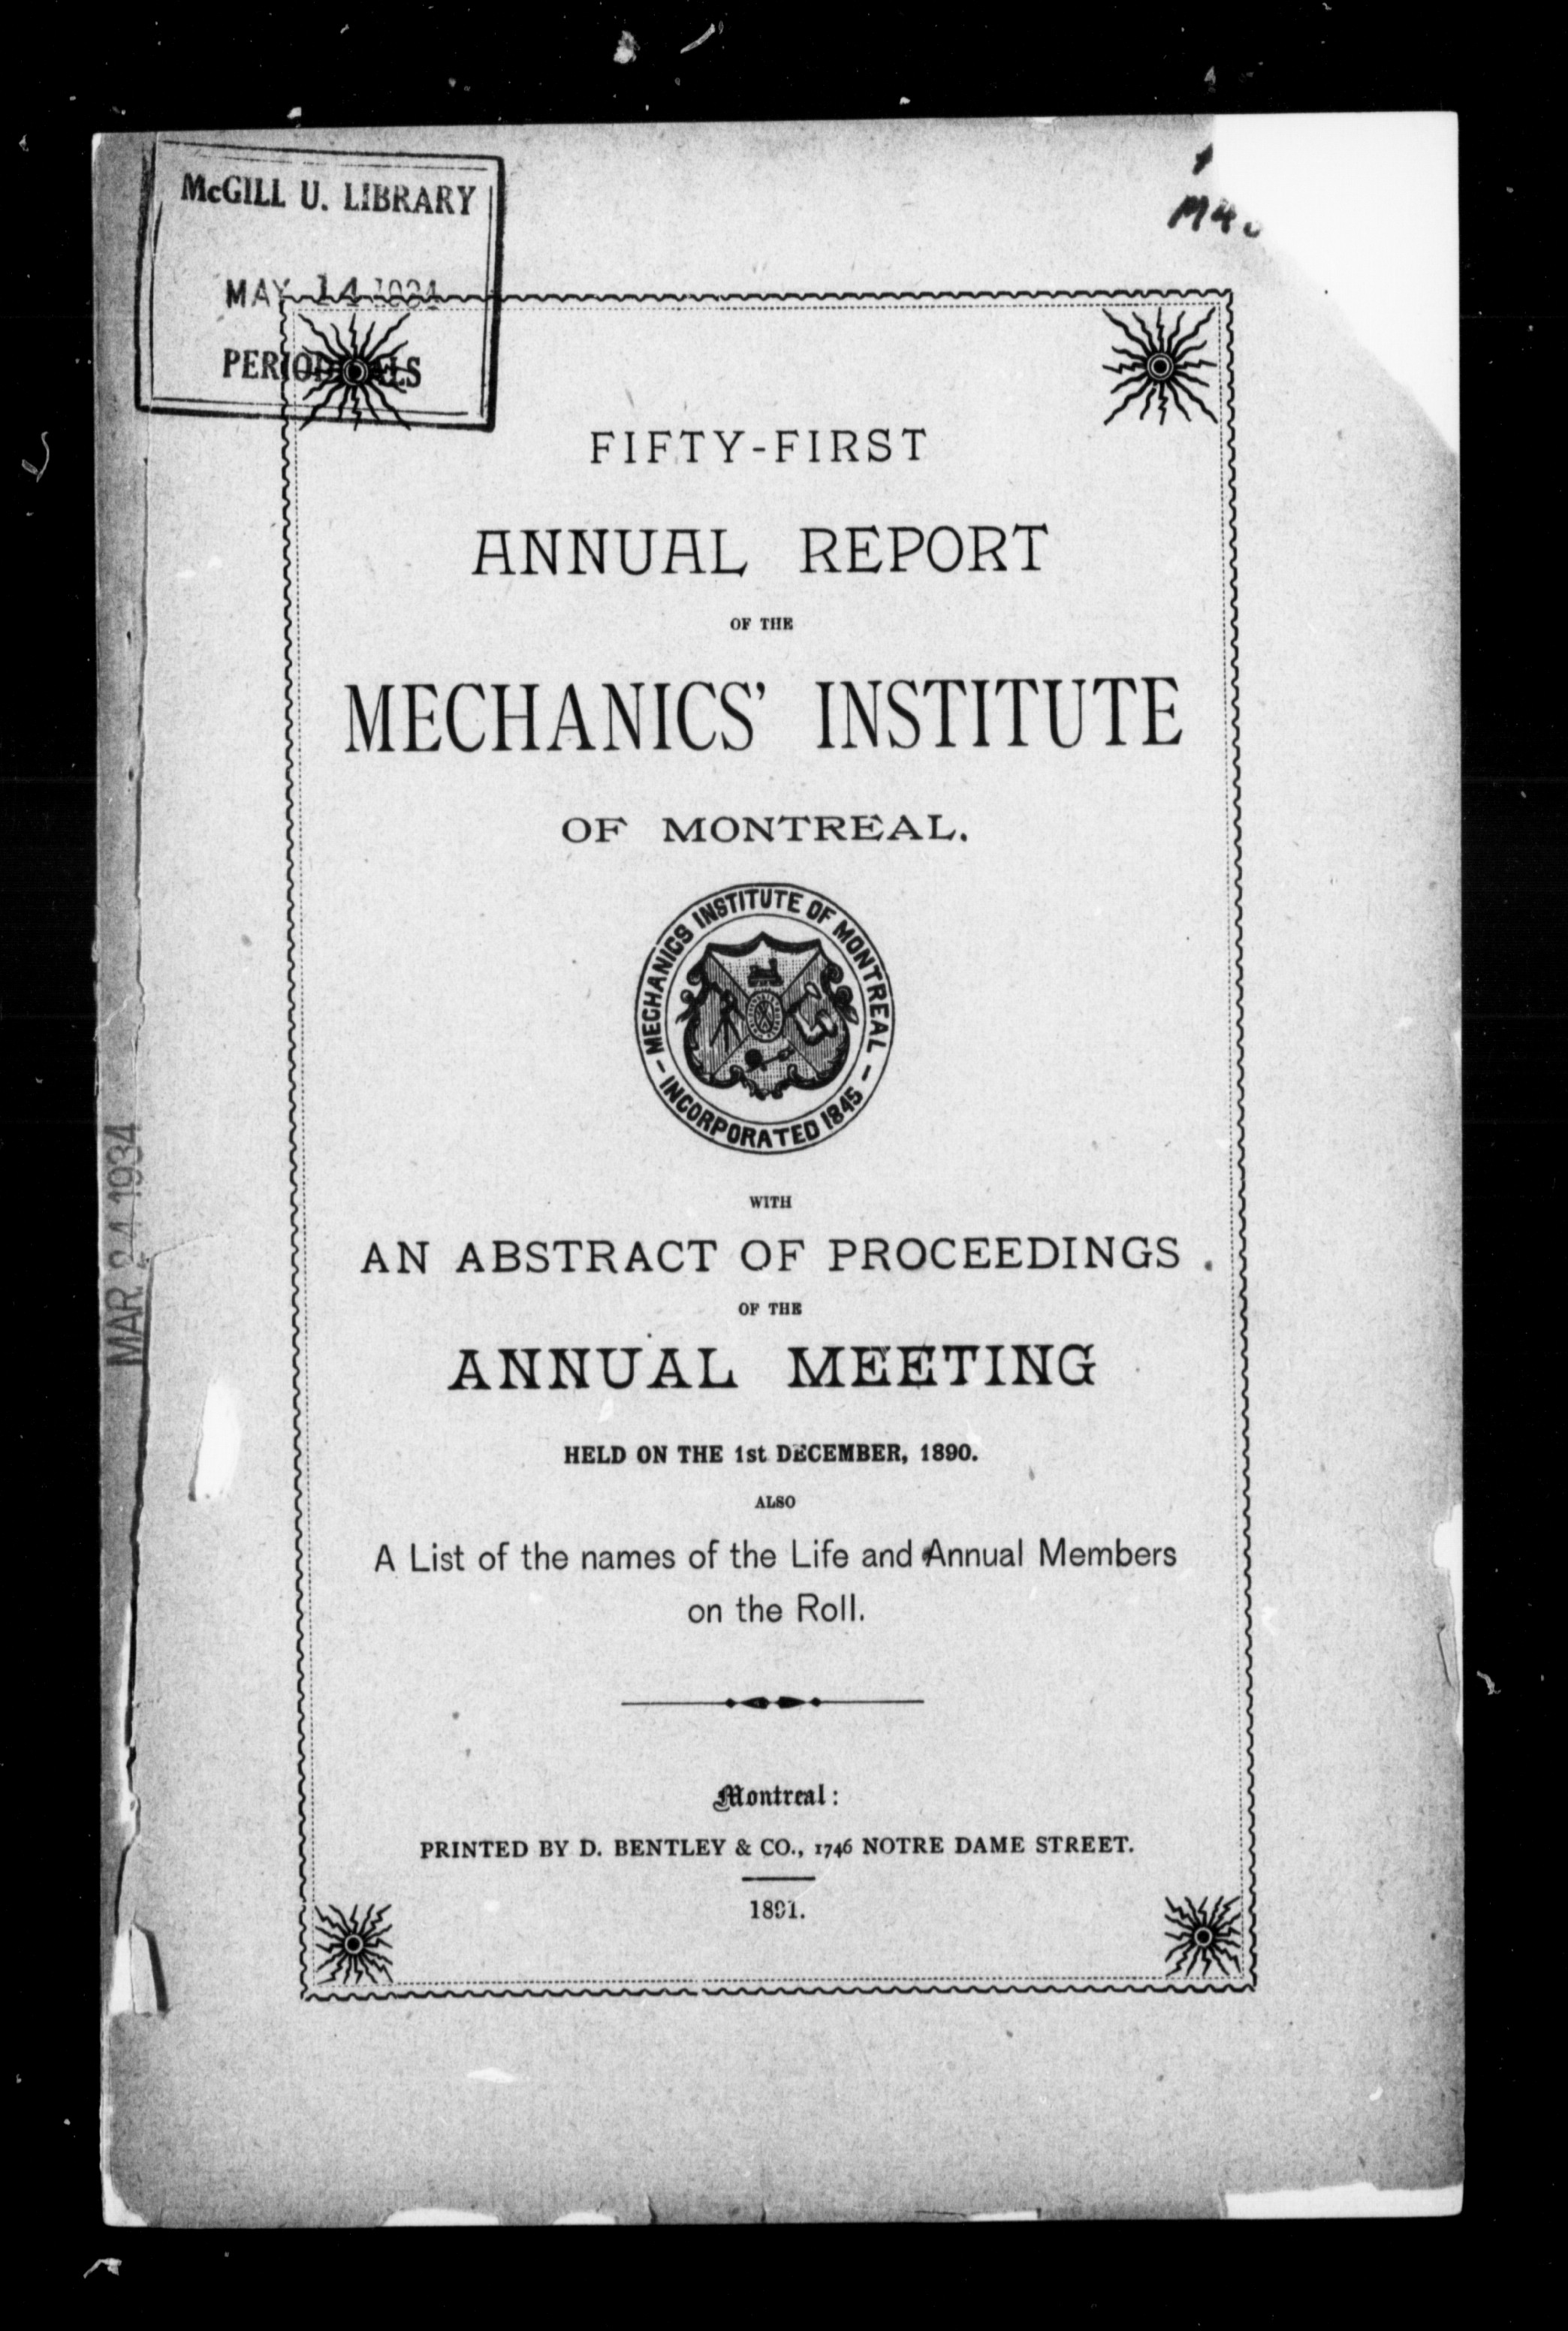 McGILL U. LIBRARY
MAY 14
PERIODICALS
FIFTY-FIRST
ANNUAL REPORT
OF THE
MECHANICS' INSTITUTE
OF MONTREAL.
MECHANICS INSTITUTE OF MONTREAL
– INCORPORATED 1845 –
WITH
AN ABSTRACT OF PROCEEDINGS
OF THE
ANNUAL MEETING
HELD ON THE 1st DECEMBER, 1890.
ALSO
A List of the names of the Life and Annual Members
on the Roll.
Montreal:
PRINTED BY D. BENTLEY & CO., 1746 NOTRE DAME STREET.
1891.
MAR 24 1934